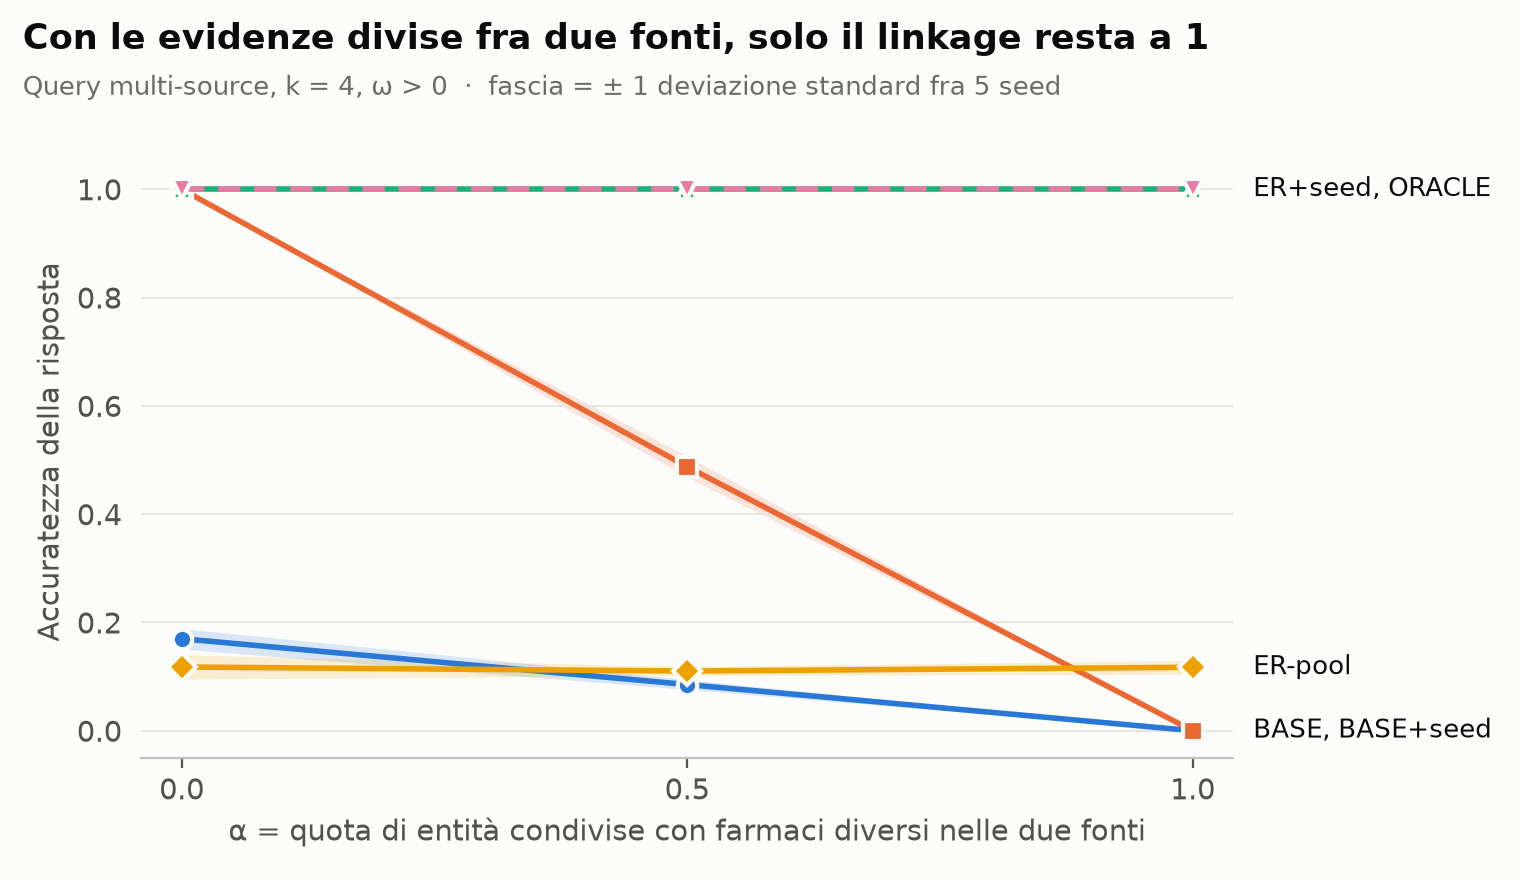 Con le evidenze divise fra due fonti, solo il linkage resta a 1
Query multi-source, k = 4, ω > 0  ·  fascia = ± 1 deviazione standard fra 5 seed
Accuratezza della risposta
1.0
0.8
0.6
0.4
0.2
0.0
ER+seed, ORACLE
ER-pool
BASE, BASE+seed
0.0
0.5
1.0
α = quota di entità condivise con farmaci diversi nelle due fonti